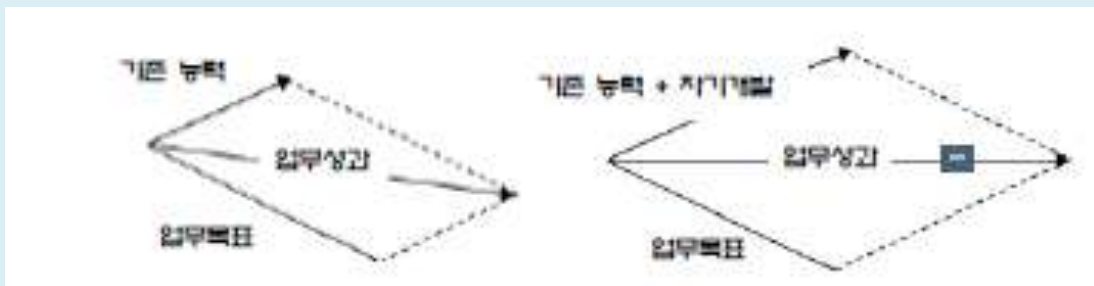 기존 능력
업무성과
업무목표
기존 능력 + 자기개발
업무성과
업무목표